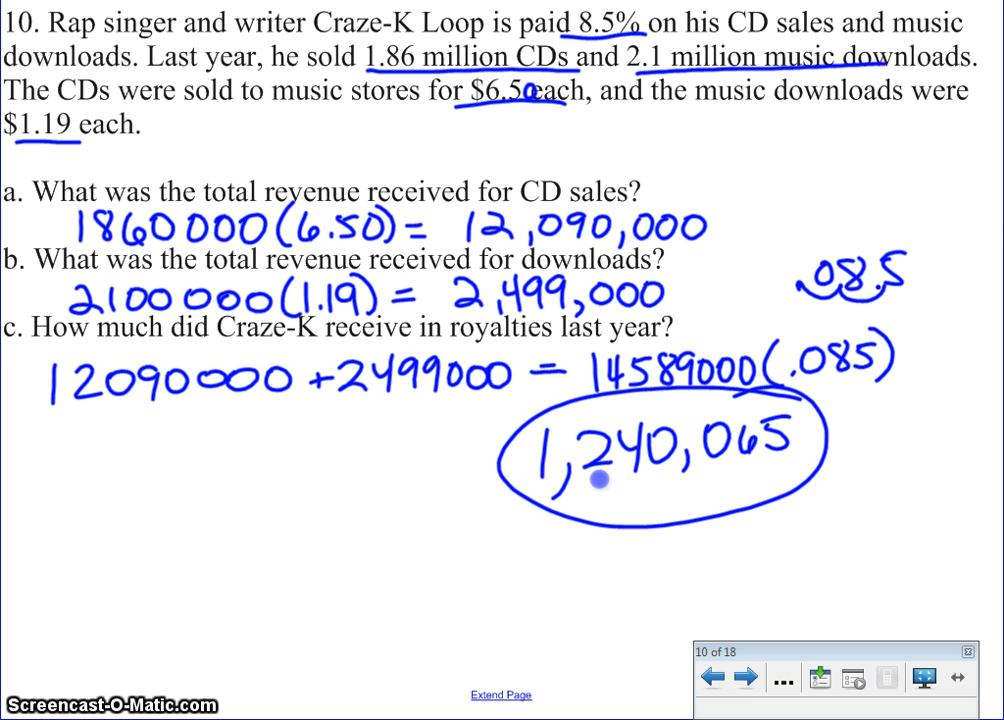 10. Rap singer and writer Craze-K Loop is paid 8.5% on his CD sales and music
downloads. Last year, he sold 1.86 million CDs and 2.1 million music downloads.
The CDs were sold to music stores for $6.50 each, and the music downloads were
$1.19 each.
a. What was the total revenue received for CD sales?
1860000(6.50) = 12,090,000
b. What was the total revenue received for downloads?
.08.5
2100000(1.19) = 2,499,000
c. How much did Craze-K receive in royalties last year?
12090000 + 2499000 = 14589000(.085)
1,240,065
10 of 18
Extend Page
Screencast-O-Matic.com